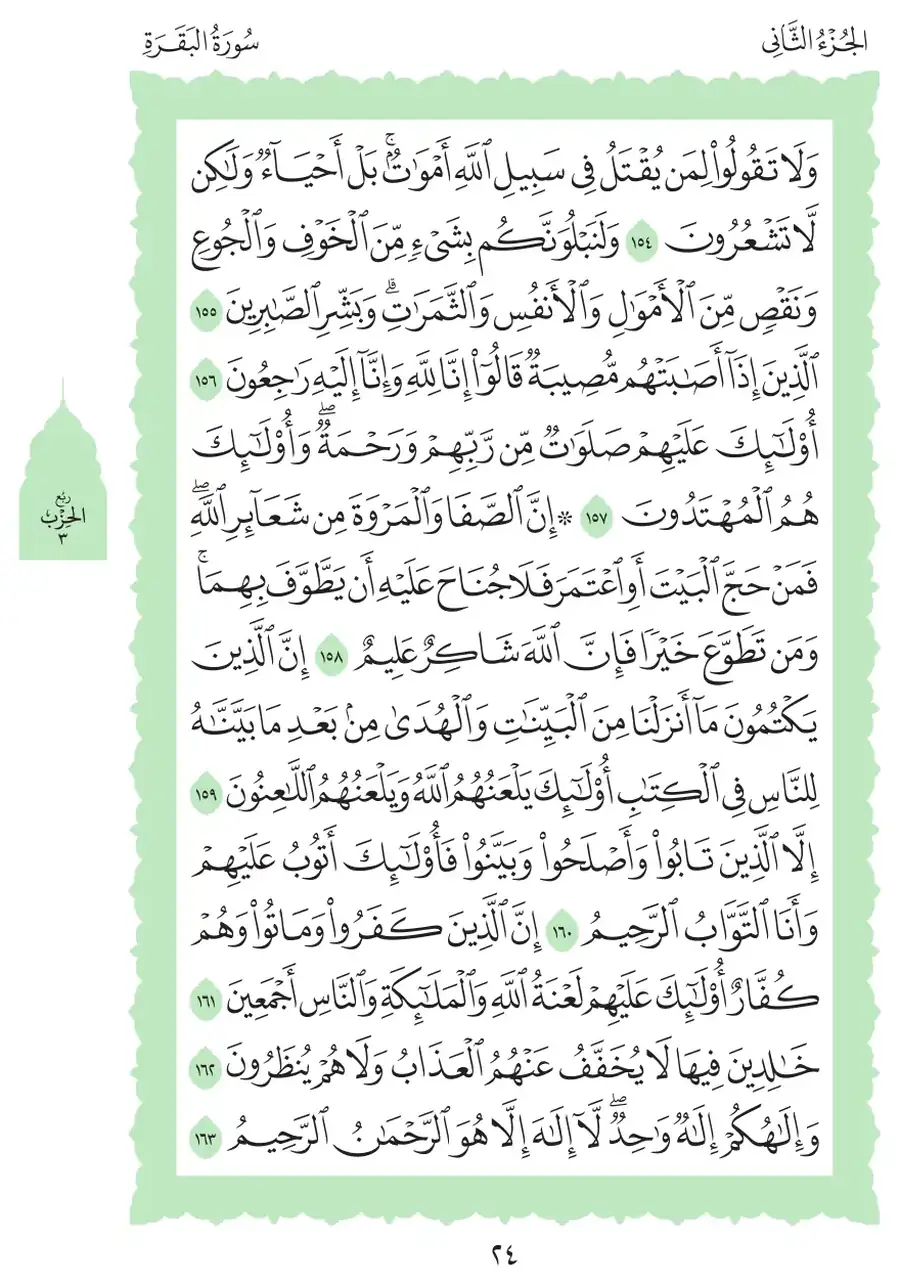 الجُزْءُ الثَّانِي
سُورَةُ البَقَرَةِ
وَلَا تَقُولُواْ لِمَن يُقۡتَلُ فِي سَبِيلِ ٱللَّهِ أَمۡوَٰتُۢۚ بَلۡ أَحۡيَآءٞ وَلَٰكِن
لَّا تَشۡعُرُونَ ١٥٤ وَلَنَبۡلُوَنَّكُم بِشَيۡءٖ مِّنَ ٱلۡخَوۡفِ وَٱلۡجُوعِ
وَنَقۡصٖ مِّنَ ٱلۡأَمۡوَٰلِ وَٱلۡأَنفُسِ وَٱلثَّمَرَٰتِۗ وَبَشِّرِ ٱلصَّٰبِرِينَ ١٥٥
ٱلَّذِينَ إِذَآ أَصَٰبَتۡهُم مُّصِيبَةٞ قَالُوٓاْ إِنَّا لِلَّهِ وَإِنَّآ إِلَيۡهِ رَٰجِعُونَ ١٥٦
أُوْلَٰٓئِكَ عَلَيۡهِمۡ صَلَوَٰتٞ مِّن رَّبِّهِمۡ وَرَحۡمَةٞۖ وَأُوْلَٰٓئِكَ
هُمُ ٱلۡمُهۡتَدُونَ ١٥٧ ۞ إِنَّ ٱلصَّفَا وَٱلۡمَرۡوَةَ مِن شَعَآئِرِ ٱللَّهِۖ
فَمَنۡ حَجَّ ٱلۡبَيۡتَ أَوِ ٱعۡتَمَرَ فَلَا جُنَاحَ عَلَيۡهِ أَن يَطَّوَّفَ بِهِمَاۚ
وَمَن تَطَوَّعَ خَيۡرٗا فَإِنَّ ٱللَّهَ شَاكِرٌ عَلِيمٌ ١٥٨ إِنَّ ٱلَّذِينَ
يَكۡتُمُونَ مَآ أَنزَلۡنَا مِنَ ٱلۡبَيِّنَٰتِ وَٱلۡهُدَىٰ مِنۢ بَعۡدِ مَا بَيَّنَّٰهُ
لِلنَّاسِ فِي ٱلۡكِتَٰبِ أُوْلَٰٓئِكَ يَلۡعَنُهُمُ ٱللَّهُ وَيَلۡعَنُهُمُ ٱللَّٰعِنُونَ ١٥٩
إِلَّا ٱلَّذِينَ تَابُواْ وَأَصۡلَحُواْ وَبَيَّنُواْ فَأُوْلَٰٓئِكَ أَتُوبُ عَلَيۡهِمۡ
وَأَنَا ٱلتَّوَّابُ ٱلرَّحِيمُ ١٦٠ إِنَّ ٱلَّذِينَ كَفَرُواْ وَمَاتُواْ وَهُمۡ
كُفَّارٌ أُوْلَٰٓئِكَ عَلَيۡهِمۡ لَعۡنَةُ ٱللَّهِ وَٱلۡمَلَٰٓئِكَةِ وَٱلنَّاسِ أَجۡمَعِينَ ١٦١
خَٰلِدِينَ فِيهَا لَا يُخَفَّفُ عَنۡهُمُ ٱلۡعَذَابُ وَلَا هُمۡ يُنظَرُونَ ١٦٢
وَإِلَٰهُكُمۡ إِلَٰهٞ وَٰحِدٞۖ لَّآ إِلَٰهَ إِلَّا هُوَ ٱلرَّحۡمَٰنُ ٱلرَّحِيمُ ١٦٣
ربع
الحزب
٣
٢٤